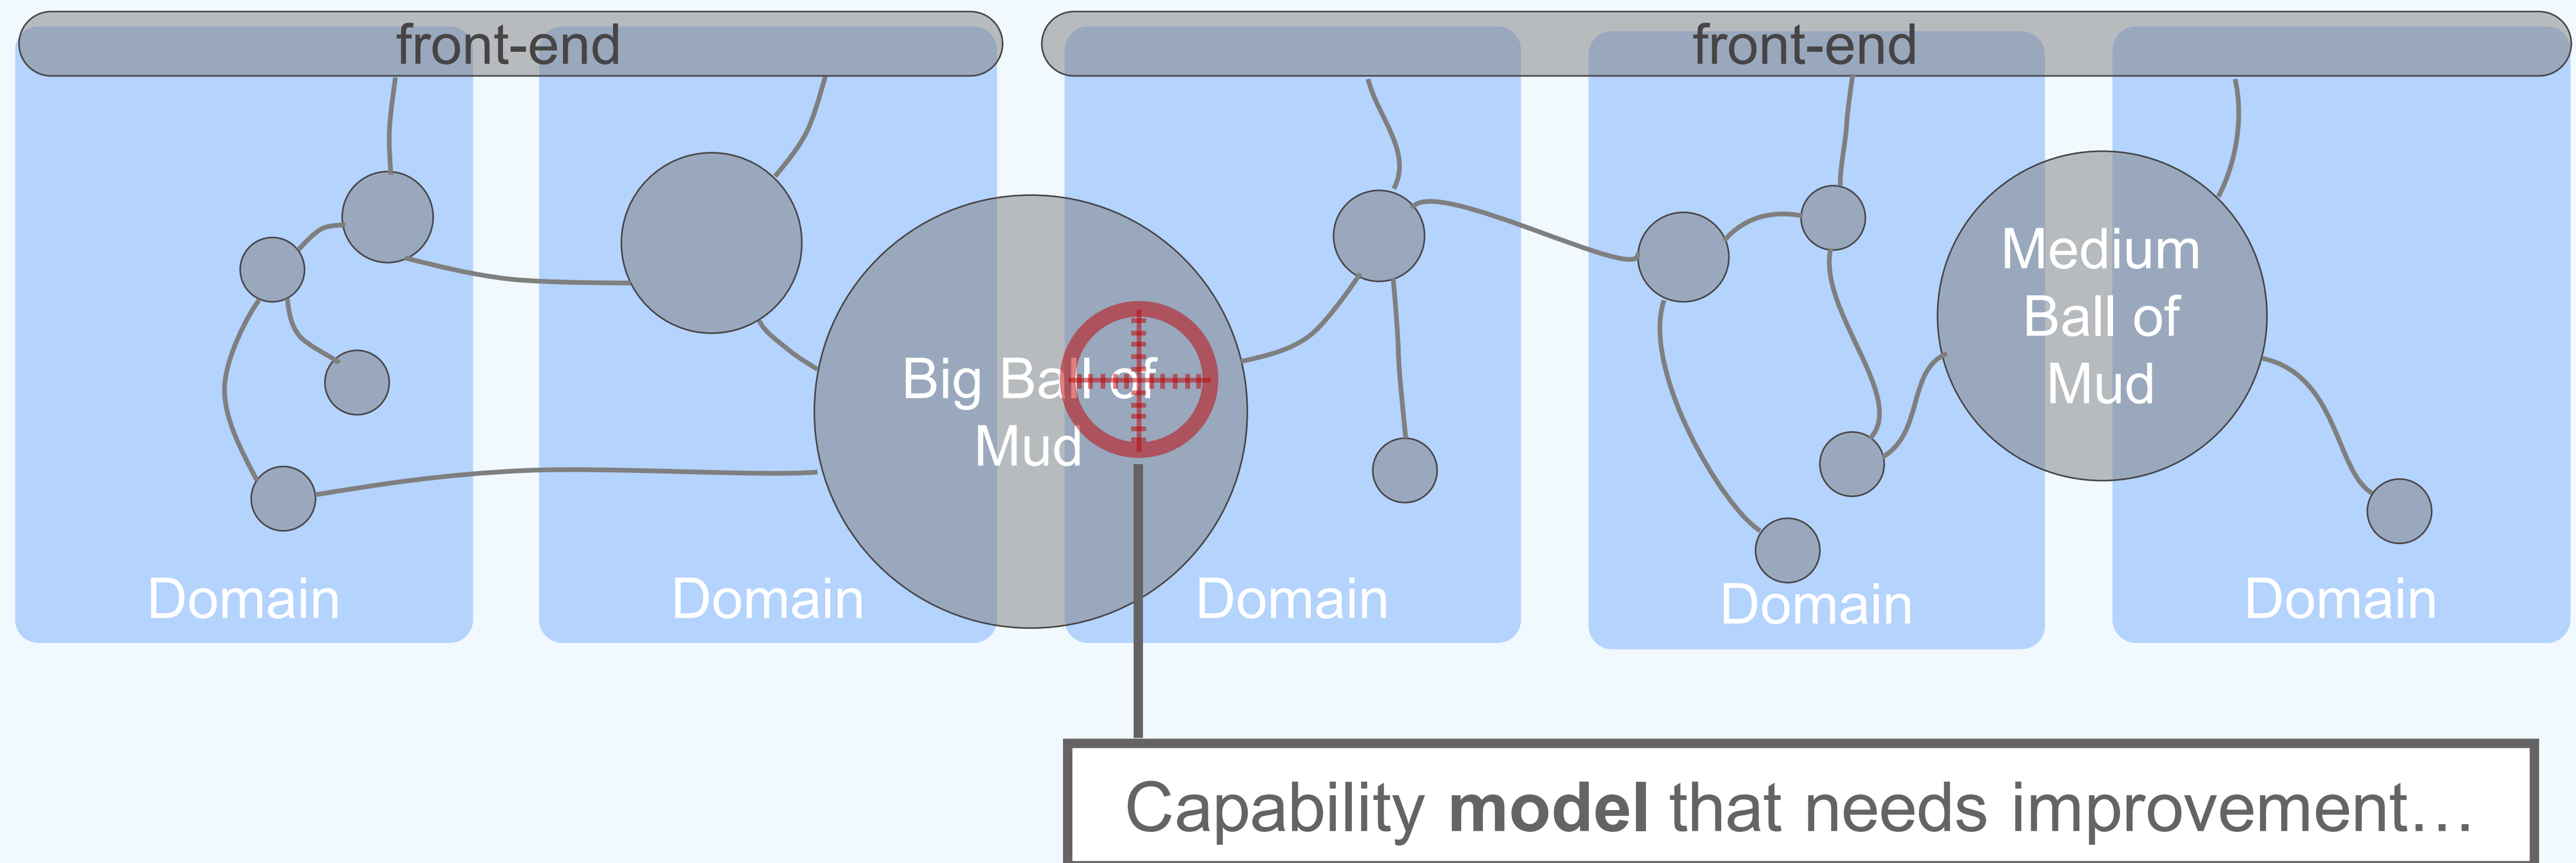 front-end
front-end
Big Ball of
Mud
Medium
Ball of
Mud
Domain
Domain
Domain
Domain
Domain
Capability model that needs improvement…